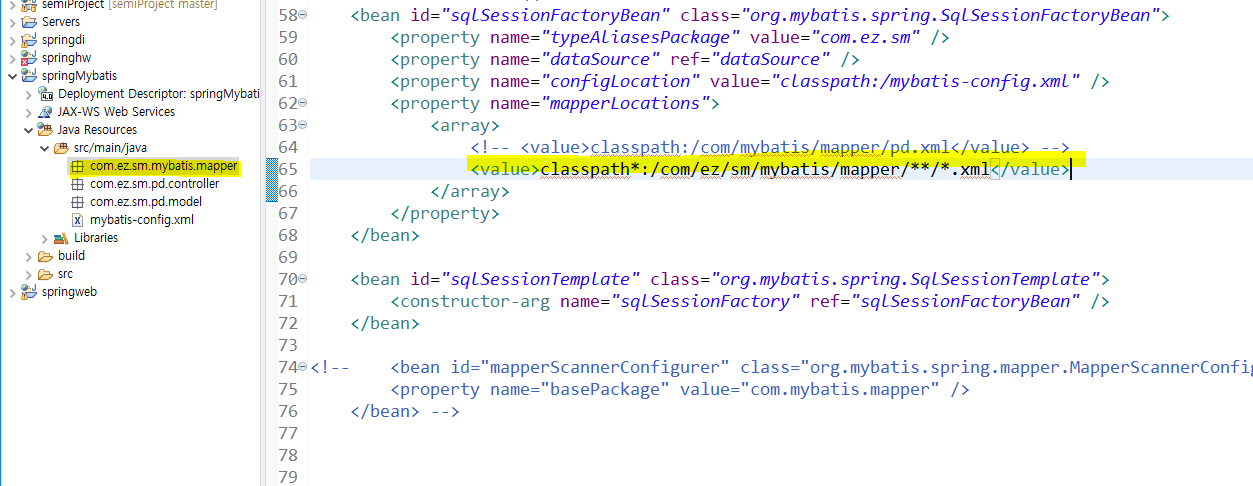 semiProject [semiProject master]
Servers
springdi
springhw
springMybatis
Deployment Descriptor: springMybati
JAX-WS Web Services
Java Resources
src/main/java
com.ez.sm.mybatis.mapper
com.ez.sm.pd.controller
com.ez.sm.pd.model
mybatis-config.xml
Libraries
build
src
springweb
58 <bean id="sqlSessionFactoryBean" class="org.mybatis.spring.SqlSessionFactoryBean">
59 <property name="typeAliasesPackage" value="com.ez.sm" />
60 <property name="dataSource" ref="dataSource" />
61 <property name="configLocation" value="classpath:/mybatis-config.xml" />
62 <property name="mapperLocations">
63 <array>
64 <!-- <value>classpath:/com/mybatis/mapper/pd.xml</value> -->
65 <value>classpath*:/com/ez/sm/mybatis/mapper/**/*.xml</value>
66 </array>
67 </property>
68 </bean>
69
70 <bean id="sqlSessionTemplate" class="org.mybatis.spring.SqlSessionTemplate">
71 <constructor-arg name="sqlSessionFactory" ref="sqlSessionFactoryBean" />
72 </bean>
73
74 <!-- <bean id="mapperScannerConfigurer" class="org.mybatis.spring.mapper.MapperScannerConfig
75 <property name="basePackage" value="com.mybatis.mapper" />
76 </bean> -->
77
78
79